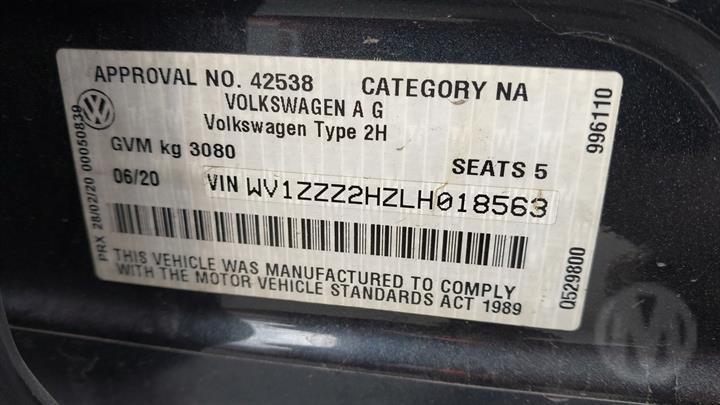 APPROVAL NO. 42538 CATEGORY NA
VOLKSWAGEN A G
Volkswagen Type 2H
GVM kg 3080
SEATS 5
06/20 VIN WV1ZZZ2HZLH018563
THIS VEHICLE WAS MANUFACTURED TO COMPLY
WITH THE MOTOR VEHICLE STANDARDS ACT 1989
PRX 28/02/20 00050839
996110
Q529800
M